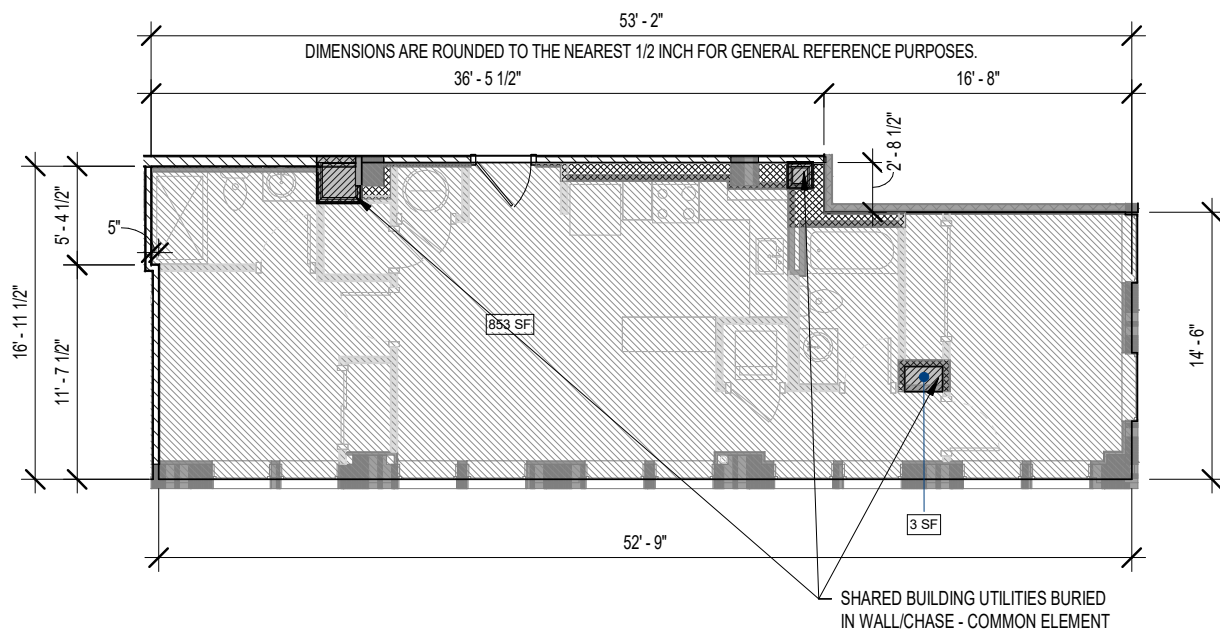 53' - 2"
DIMENSIONS ARE ROUNDED TO THE NEAREST 1/2 INCH FOR GENERAL REFERENCE PURPOSES.
36' - 5 1/2"
16' - 8"
2' - 8 1/2"
5' - 4 1/2"
5"
16' - 11 1/2"
11' - 7 1/2"
853 SF
14' - 6"
3 SF
52' - 9"
SHARED BUILDING UTILITIES BURIED
IN WALL/CHASE - COMMON ELEMENT